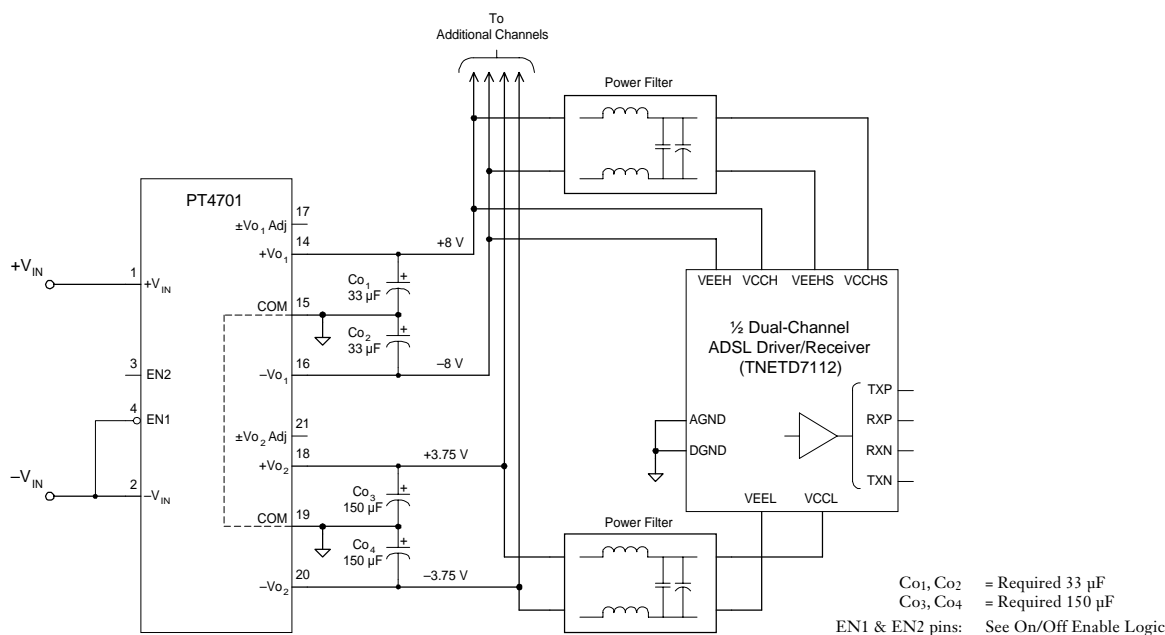 To
Additional Channels
Power Filter
PT4701
17
±Vo1 Adj
14
+Vo1
+8 V
+VIN
1
+VIN
Co1
33 µF
+
COM
15
Co2
33 µF
+
VEEH VCCH VEEHS VCCHS
½ Dual-Channel
ADSL Driver/Receiver
(TNETD7112)
3
EN2
16
–Vo1
–8 V
4
EN1
21
±Vo2 Adj
18
+Vo2
+3.75 V
AGND
DGND
TXP
RXP
RXN
TXN
–VIN
2
–VIN
Co3
150 µF
+
COM
19
Co4
150 µF
+
VEEL VCCL
Power Filter
20
–Vo2
–3.75 V
Co1, Co2 = Required 33 µF
Co3, Co4 = Required 150 µF
EN1 & EN2 pins: See On/Off Enable Logic